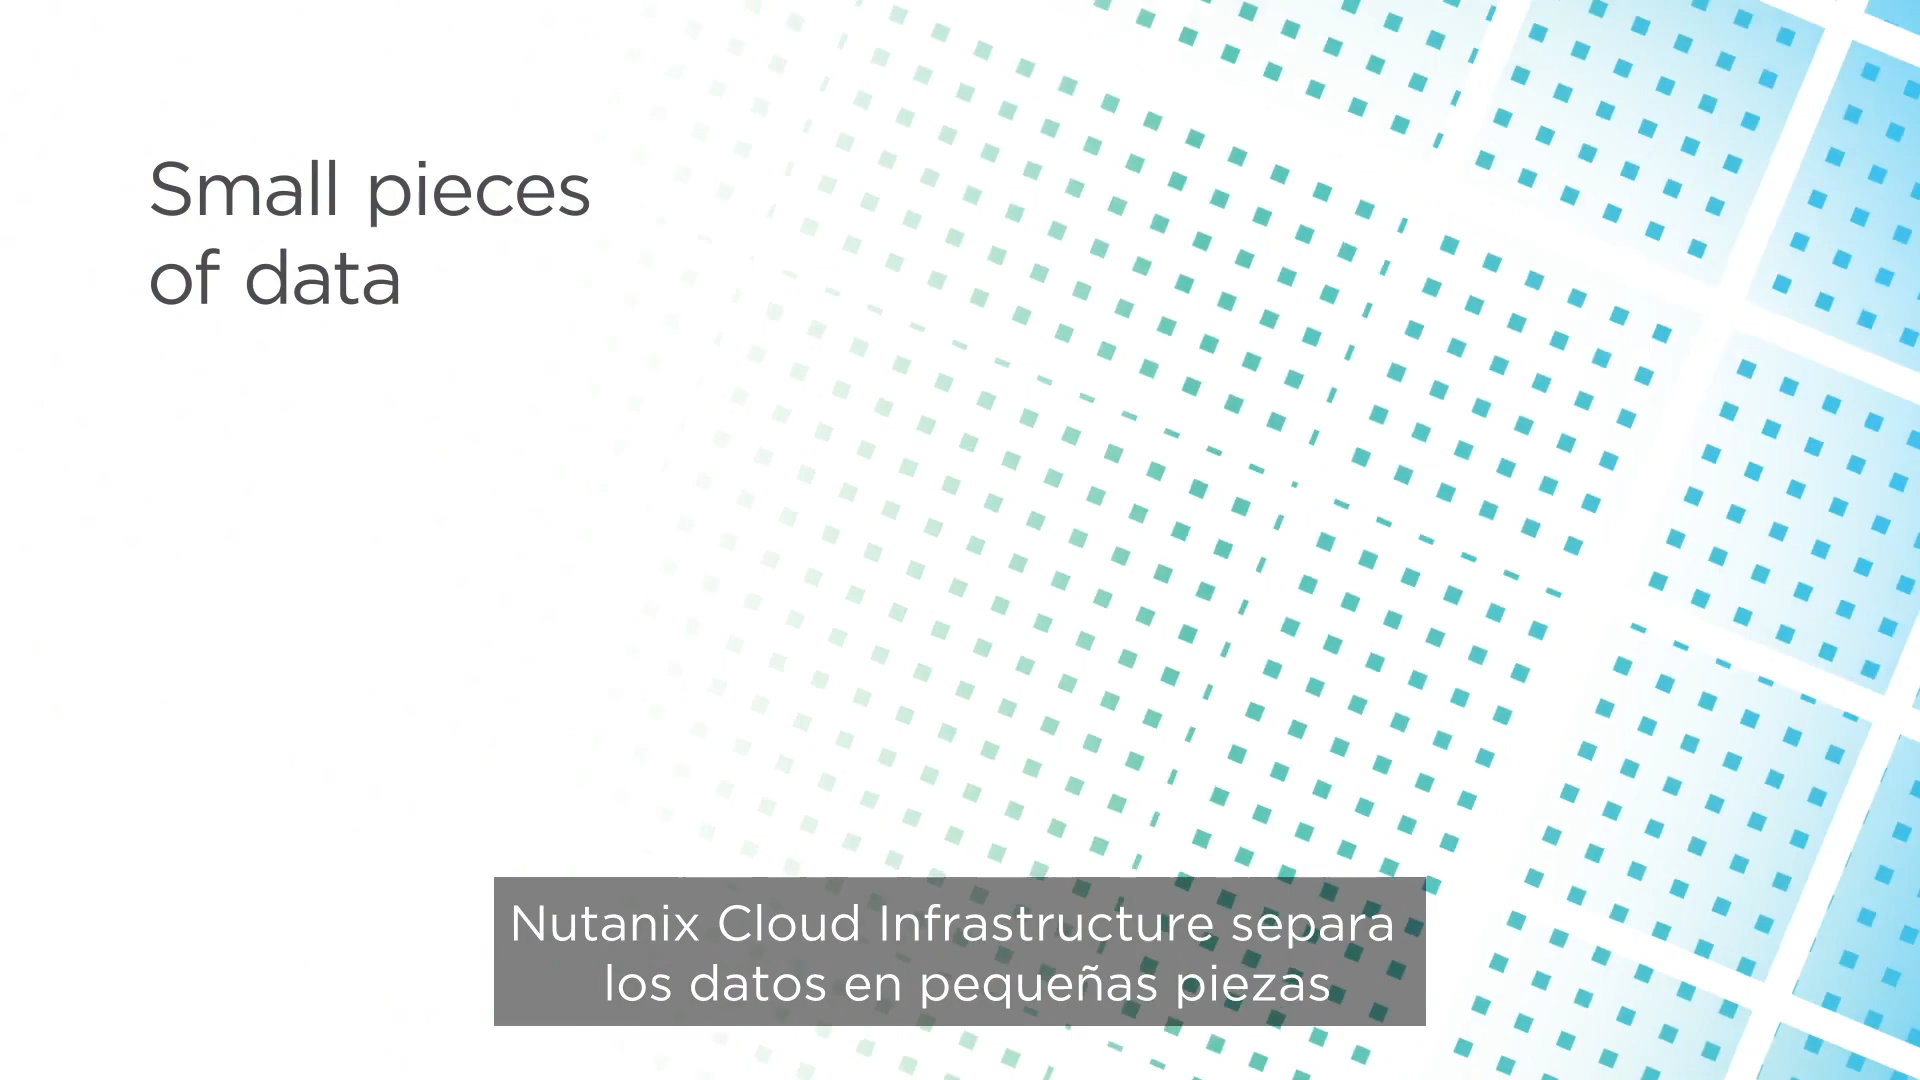 Small pieces
of data
Nutanix Cloud Infrastructure separa
los datos en pequeñas piezas